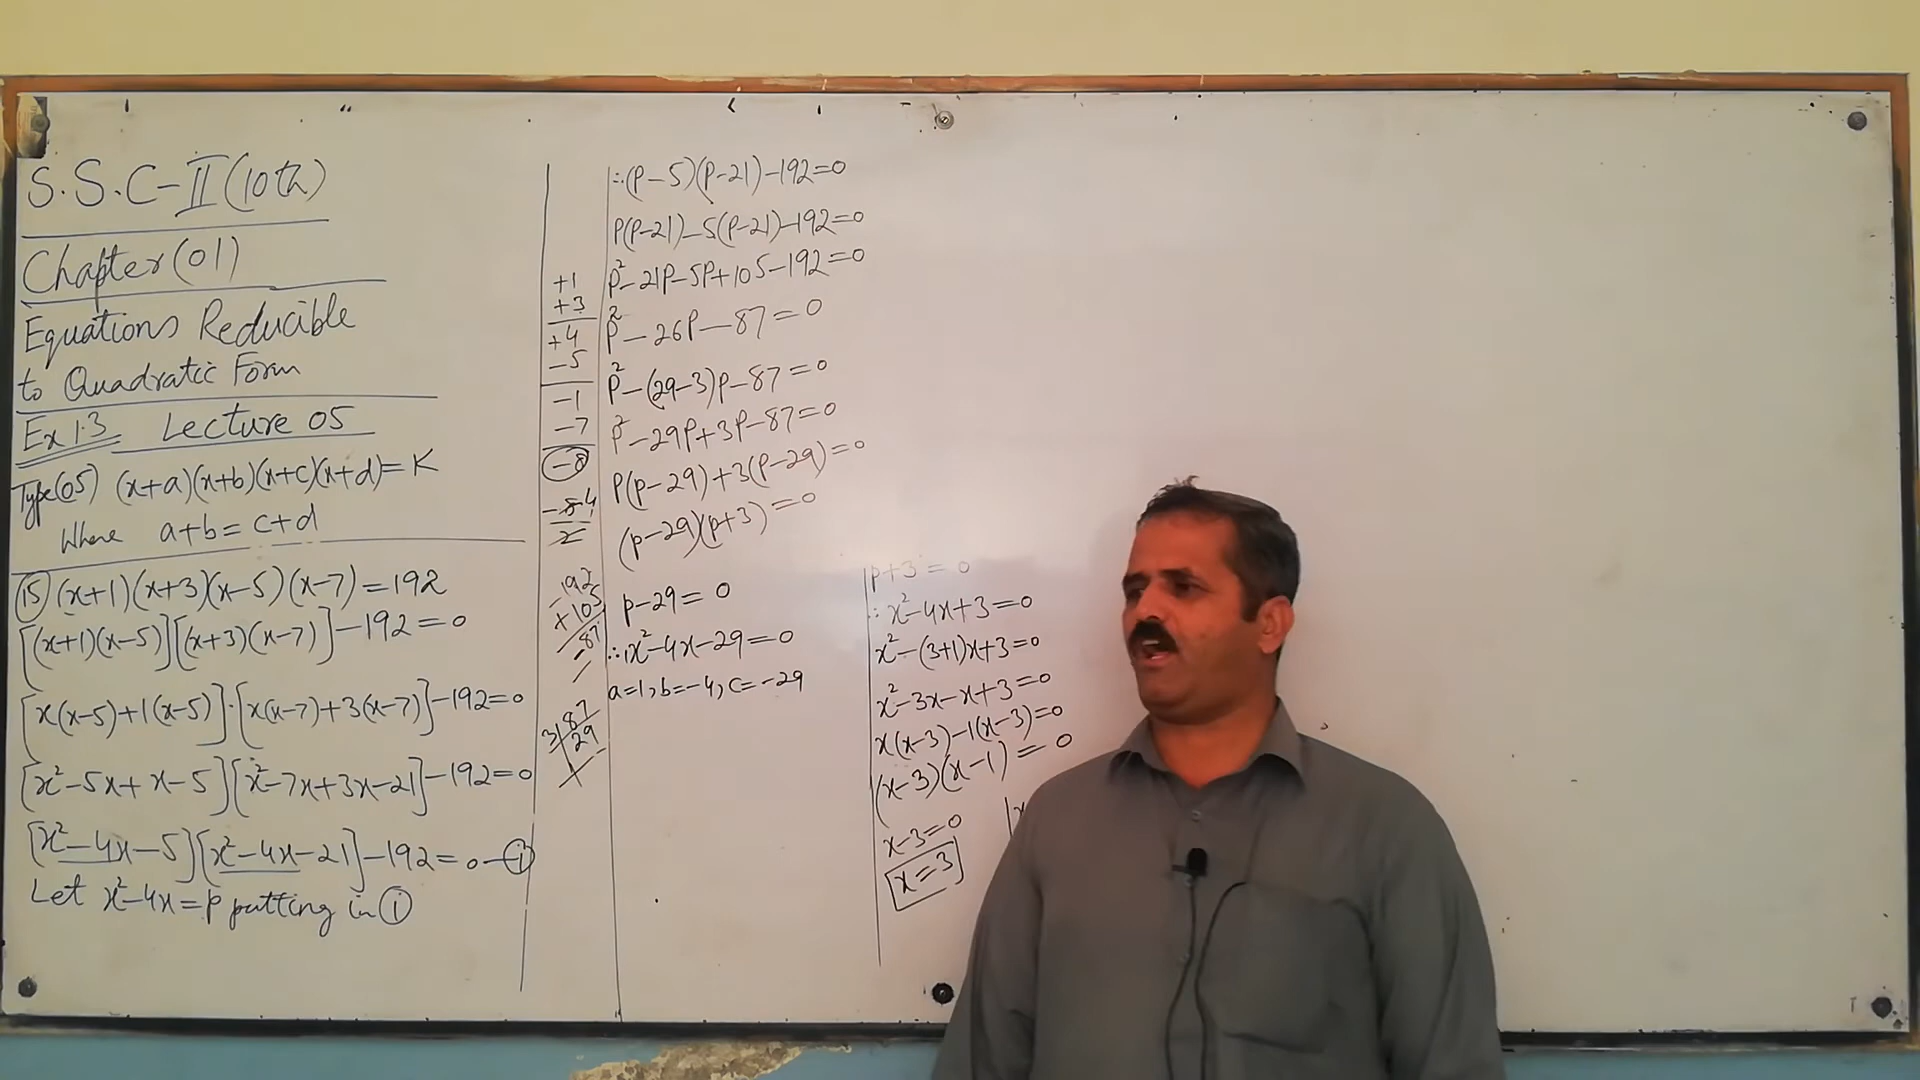 S.S.C-II(10th)
Chapter(01)
Equations Reducible
to Quadratic Form
Ex1.3 Lecture 05
Type(05) (x+a)(x+b)(x+c)(x+d)=K
Where a+b=c+d
(15) (x+1)(x+3)(x-5)(x-7)=192
[(x+1)(x-5)][(x+3)(x-7)]-192=0
[x(x-5)+1(x-5)]·[x(x-7)+3(x-7)]-192=0
[x²-5x+x-5][x²-7x+3x-21]-192=0
[x²-4x-5][x²-4x-21]-192=0-(i)
Let x²-4x=p putting in (i)
+1
+3
+4
-5
-1
-7
-8
-192
+105
-87
3|87
29
∴(p-5)(p-21)-192=0
P(P-21)-5(P-21)-192=0
P²-21P-5P+105-192=0
P²-26P-87=0
P²-(29-3)p-87=0
P²-29P+3P-87=0
P(p-29)+3(p-29)=0
(p-29)(p+3)=0
p-29=0
∴x²-4x-29=0
a=1,b=-4,c=-29
p+3=0
∴x²-4x+3=0
x²-(3+1)x+3=0
x²-3x-x+3=0
x(x-3)-1(x-3)=0
(x-3)(x-1)=0
x-3=0
x=3